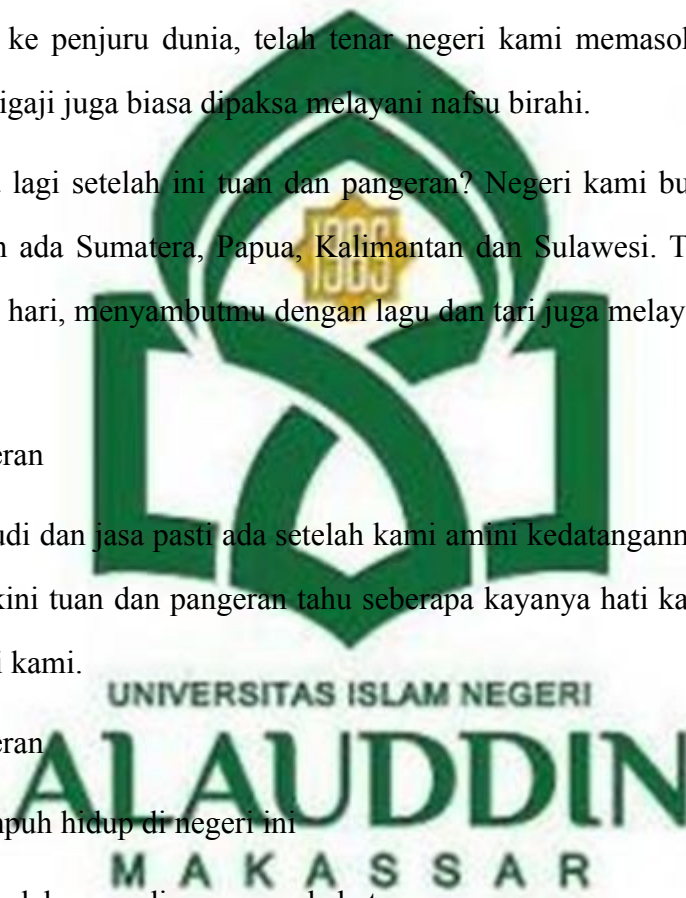 ke penjuru dunia, telah tenar negeri kami memasol
igaji juga biasa dipaksa melayani nafsu birahi.
lagi setelah ini tuan dan pangeran? Negeri kami bu
ada Sumatera, Papua, Kalimantan dan Sulawesi. T
1965
hari, menyambutmu dengan lagu dan tari juga melay
eran
udi dan jasa pasti ada setelah kami amini kedatangann
kini tuan dan pangeran tahu seberapa kayanya hati ka
i kami.
UNIVERSITAS ISLAM NEGERI
eran
ALAUDDIN
npuh hidup di negeri ini
MAKASSAR